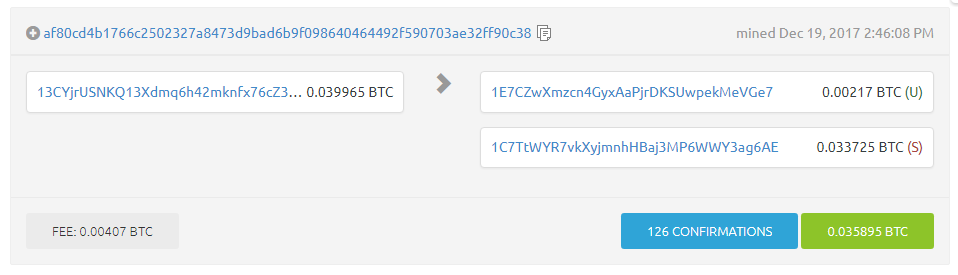 af80cd4b1766c2502327a8473d9bad6b9f098640464492f590703ae32ff90c38 mined Dec 19, 2017 2:46:08 PM
13CYjrUSNKQ13Xdmq6h42mknfx76cZ3... 0.039965 BTC
1E7CZwXmzcn4GyxAaPjrDKSUwpekMeVGe7 0.00217 BTC (U)
1C7TtWYR7vkXyjmnhHBaj3MP6WWY3ag6AE 0.033725 BTC (S)
FEE: 0.00407 BTC 126 CONFIRMATIONS 0.035895 BTC